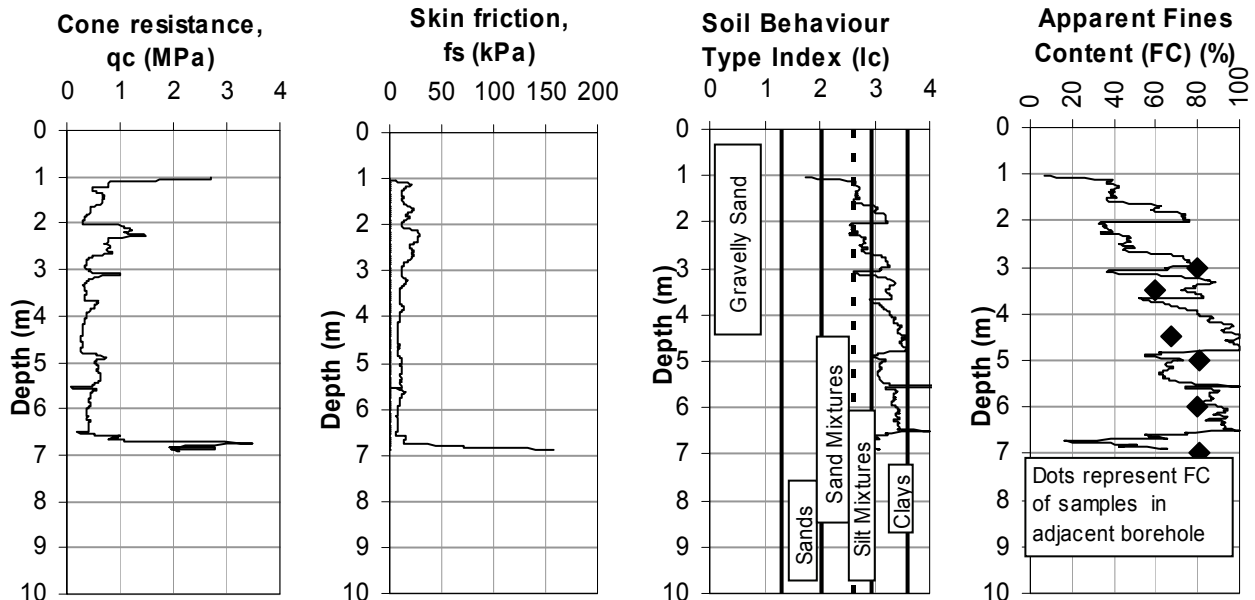 Cone resistance,
qc (MPa)
0 1 2 3 4
0
1
2
3
4
5
6
7
8
9
10
Depth (m)
Skin friction,
fs (kPa)
0 50 100 150 200
0
1
2
3
4
5
6
7
8
9
10
Depth (m)
Soil Behaviour
Type Index (Ic)
0 1 2 3 4
0
1
2
3
4
5
6
7
8
9
10
Depth (m)
Gravelly Sand
Sands
Sand Mixtures
Silt Mixtures
Clays
Apparent Fines
Content (FC) (%)
0 20 40 60 80 100
0
1
2
3
4
5
6
7
8
9
10
Depth (m)
Dots represent FC
of samples in
adjacent borehole